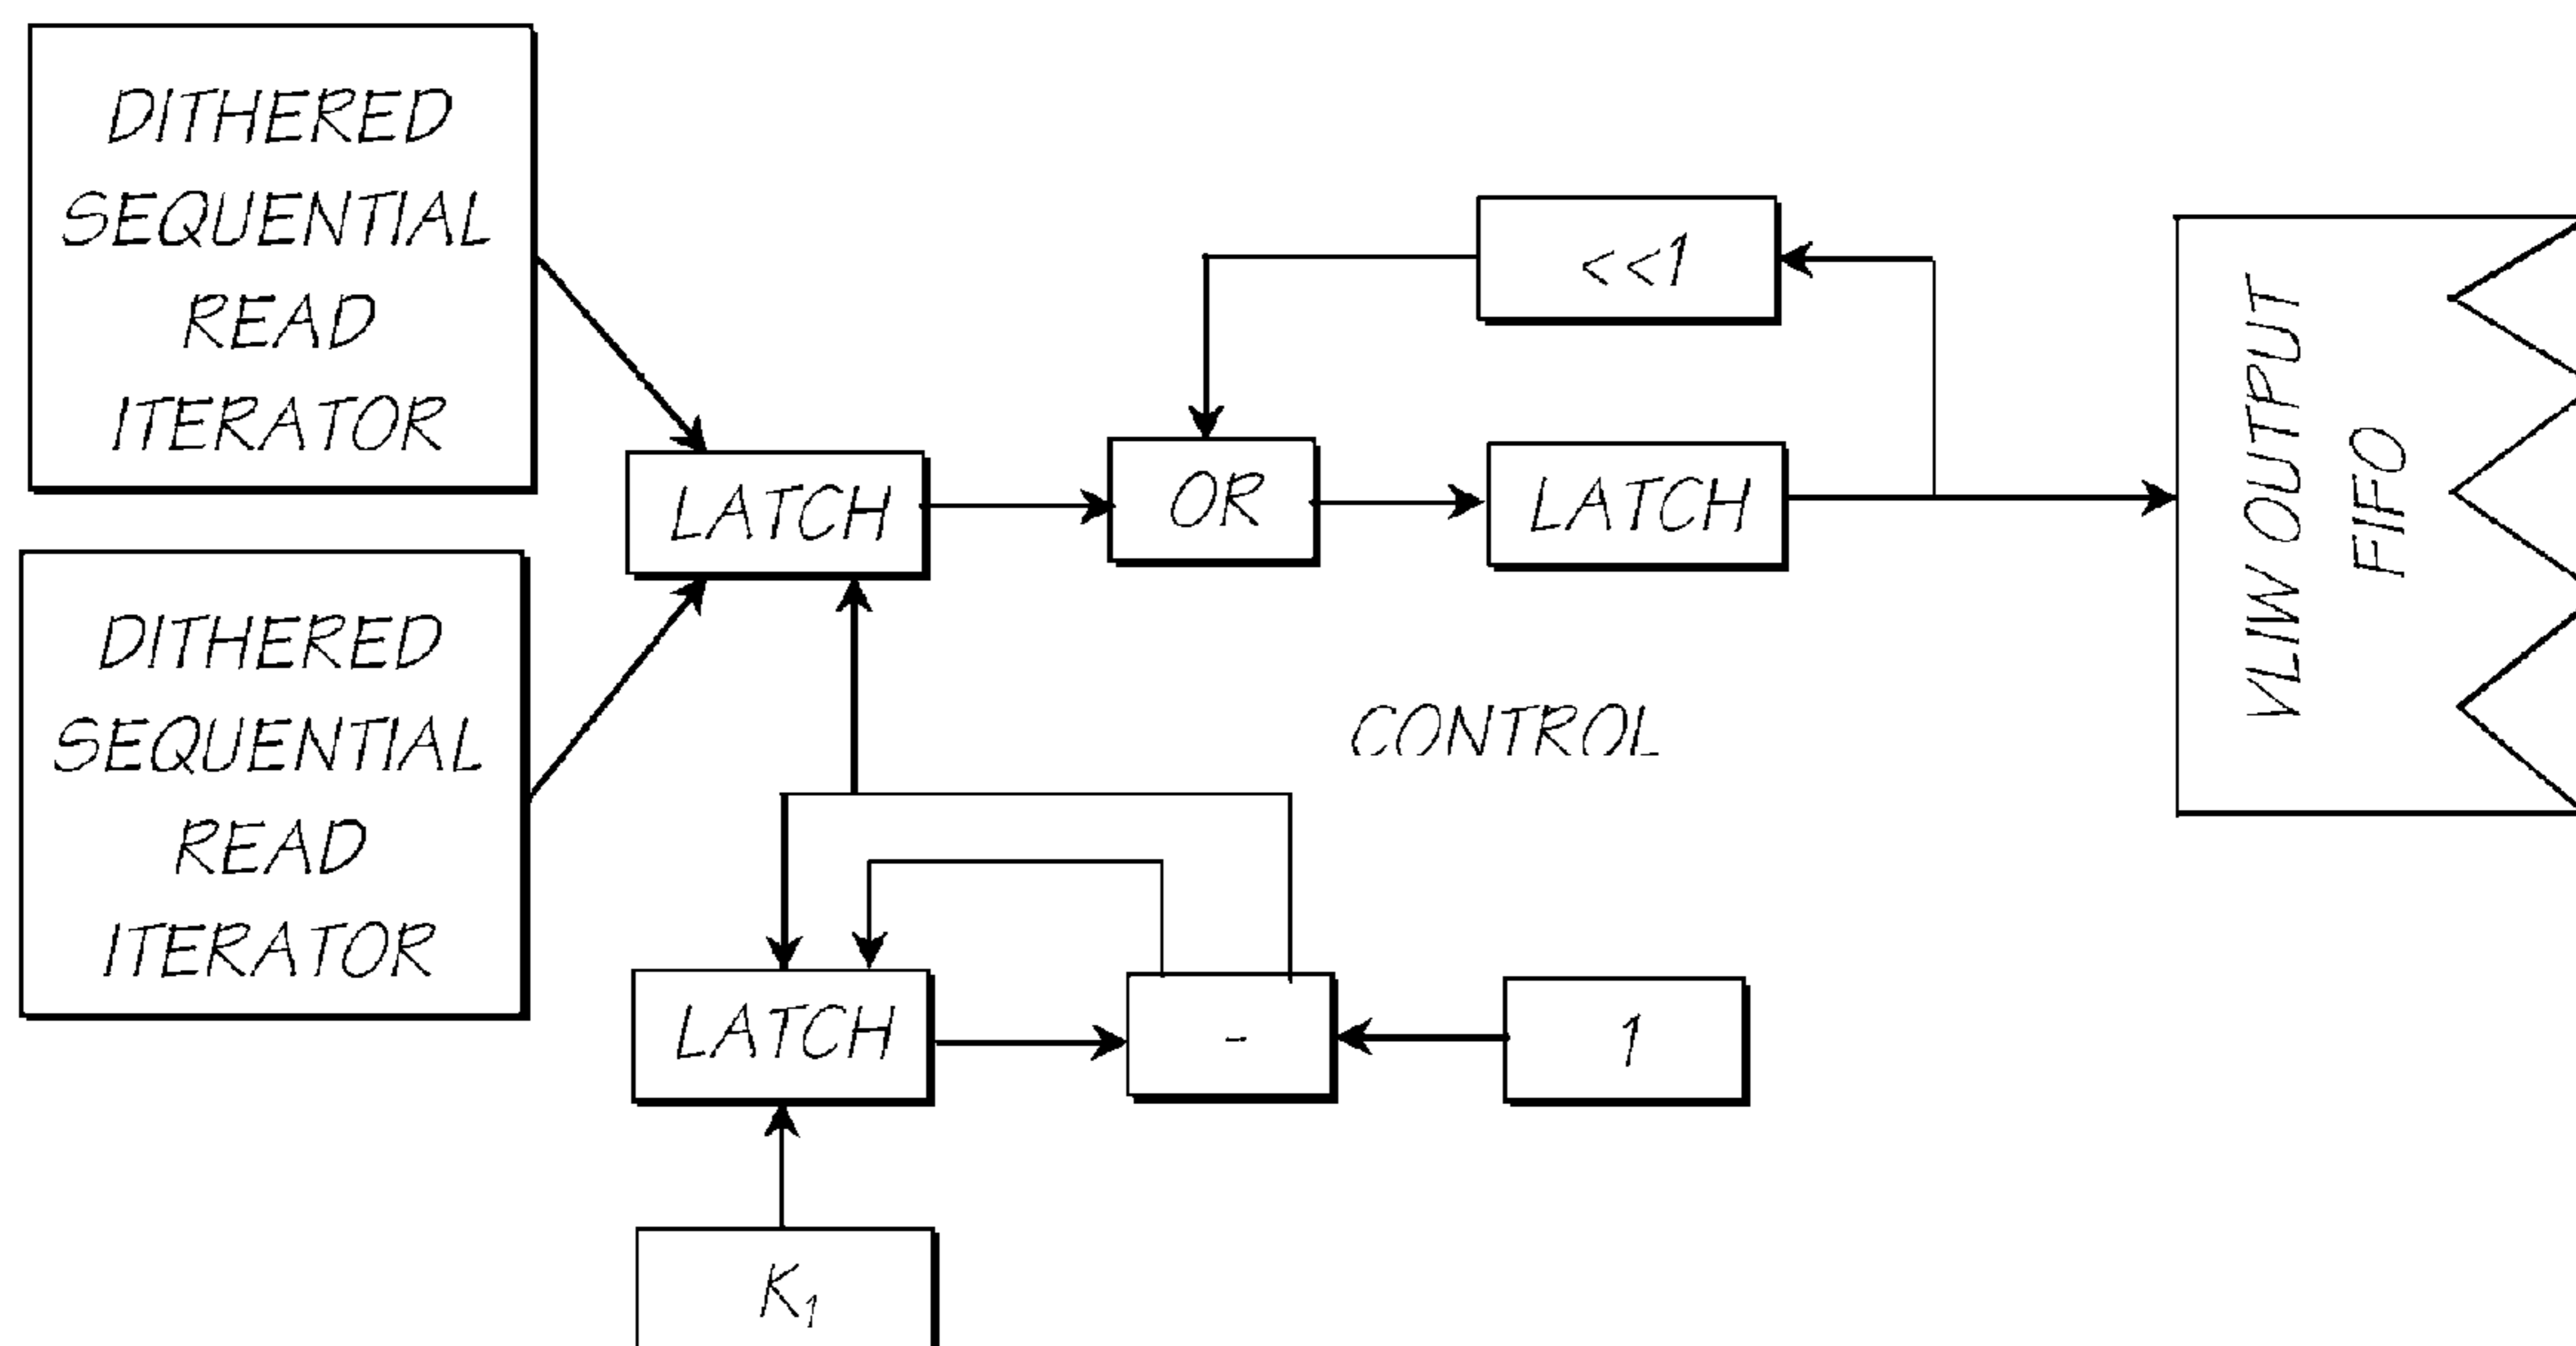 DITHERED
SEQUENTIAL
READ
ITERATOR
<<1
LATCH
OR
LATCH
VLIW OUTPUT
FIFO
DITHERED
SEQUENTIAL
READ
ITERATOR
CONTROL
LATCH
-
1
K₁